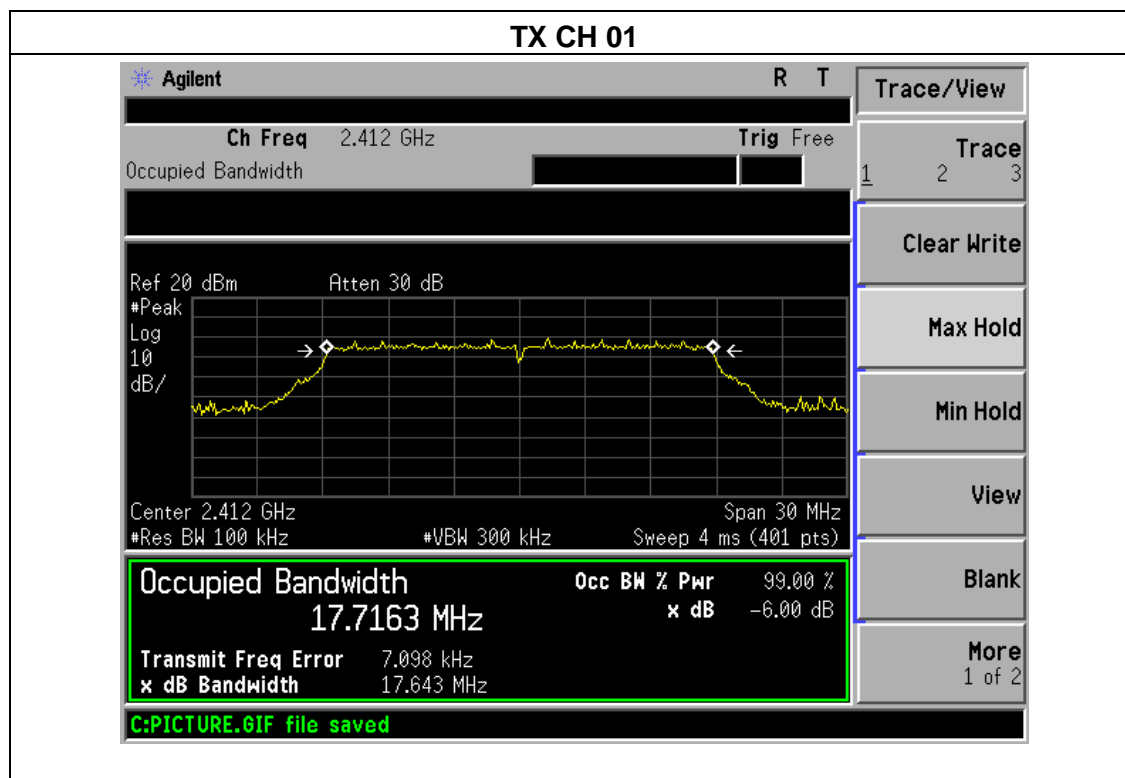 TX CH 01
Agilent R T
Ch Freq 2.412 GHz Trig Free
Occupied Bandwidth
Ref 20 dBm Atten 30 dB
#Peak
Log
10
dB/
Center 2.412 GHz Span 30 MHz
#Res BW 100 kHz #VBW 300 kHz Sweep 4 ms (401 pts)
Occupied Bandwidth Occ BW % Pwr 99.00 %
17.7163 MHz x dB -6.00 dB
Transmit Freq Error 7.098 kHz
x dB Bandwidth 17.643 MHz
C:PICTURE.GIF file saved
Trace/View
Trace
1 2 3
Clear Write
Max Hold
Min Hold
View
Blank
More
1 of 2